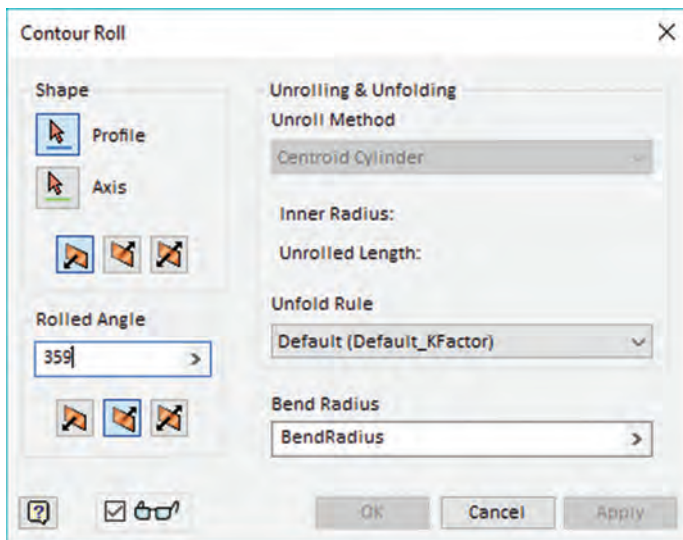 Contour Roll
Shape
Profile
Axis
Rolled Angle
359
Unrolling & Unfolding
Unroll Method
Centroid Cylinder
Inner Radius:
Unrolled Length:
Unfold Rule
Default (Default_KFactor)
Bend Radius
BendRadius
OK
Cancel
Apply